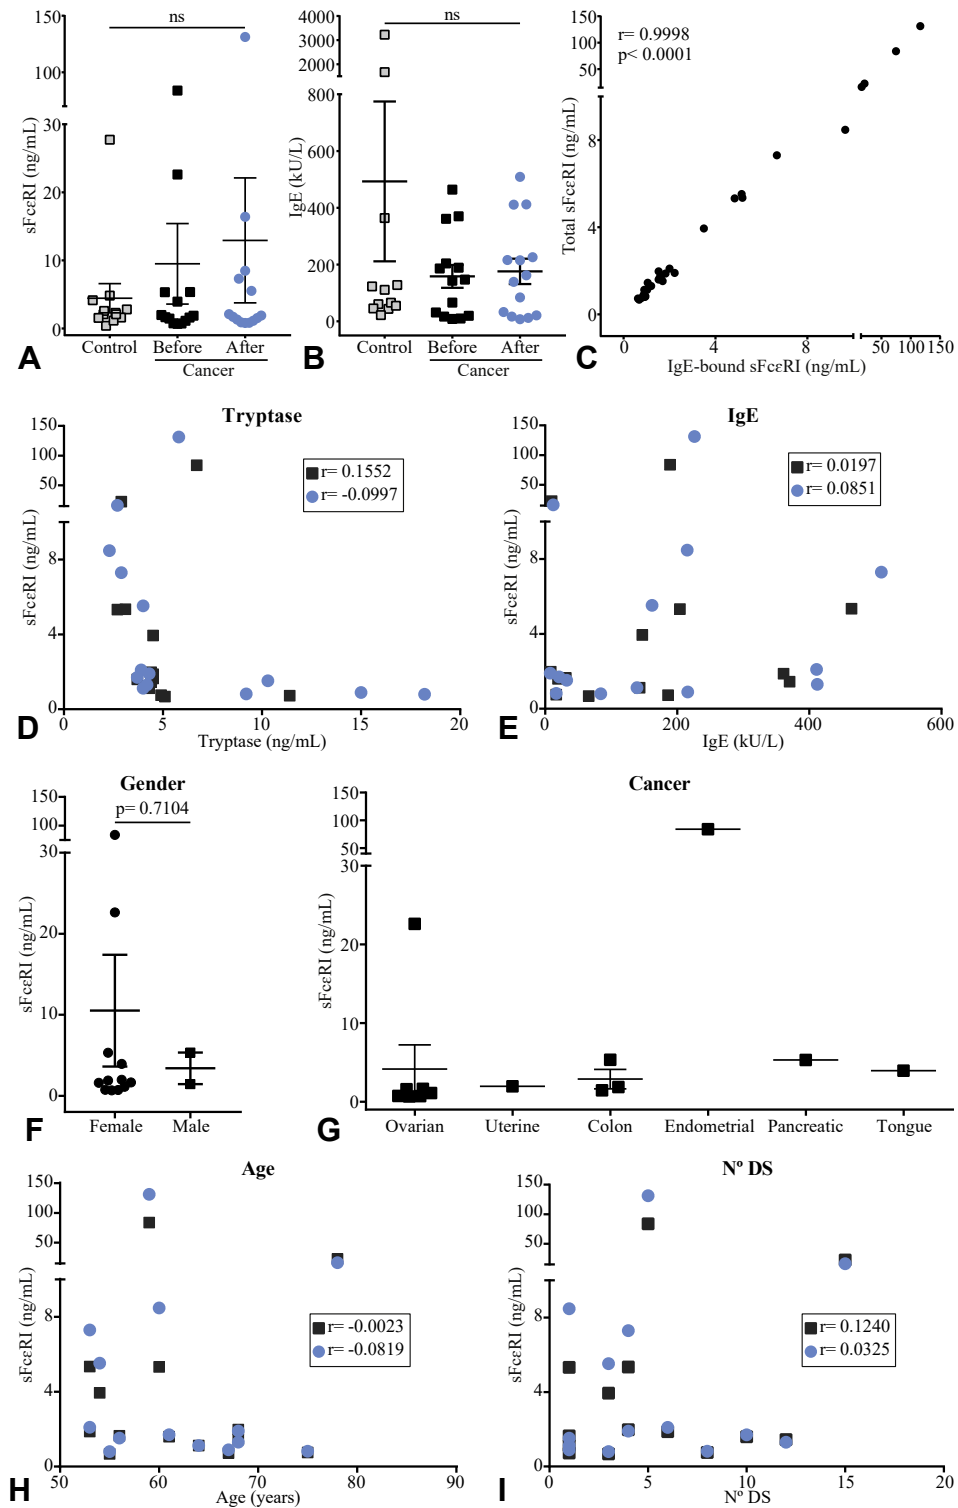 ns
sFcεRI (ng/mL)
150
100
30
20
10
0
Control
Before
After
Cancer
A
ns
IgE (kU/L)
4000
3000
2000
800
600
400
200
0
Control
Before
After
Cancer
B
r= 0.9998
p< 0.0001
Total sFcεRI (ng/mL)
150
100
50
8
4
0
0 4 8 50 100 150
IgE-bound sFcεRI (ng/mL)
C
Tryptase
sFcεRI (ng/mL)
150
100
50
8
4
0
r= 0.1552
r= -0.0997
0 5 10 15 20
Tryptase (ng/mL)
D
IgE
sFcεRI (ng/mL)
150
100
50
8
4
0
r= 0.0197
r= 0.0851
0 200 400 600
IgE (kU/L)
E
Gender
p= 0.7104
sFcεRI (ng/mL)
150
100
50
30
20
10
0
Female Male
F
Cancer
sFcεRI (ng/mL)
150
100
50
30
20
10
0
Ovarian Uterine Colon Endometrial Pancreatic Tongue
G
Age
sFcεRI (ng/mL)
150
100
50
8
4
0
r= -0.0023
r= -0.0819
50 60 70 80 90
Age (years)
H
Nº DS
sFcεRI (ng/mL)
150
100
50
8
4
0
r= 0.1240
r= 0.0325
0 5 10 15 20
Nº DS
I